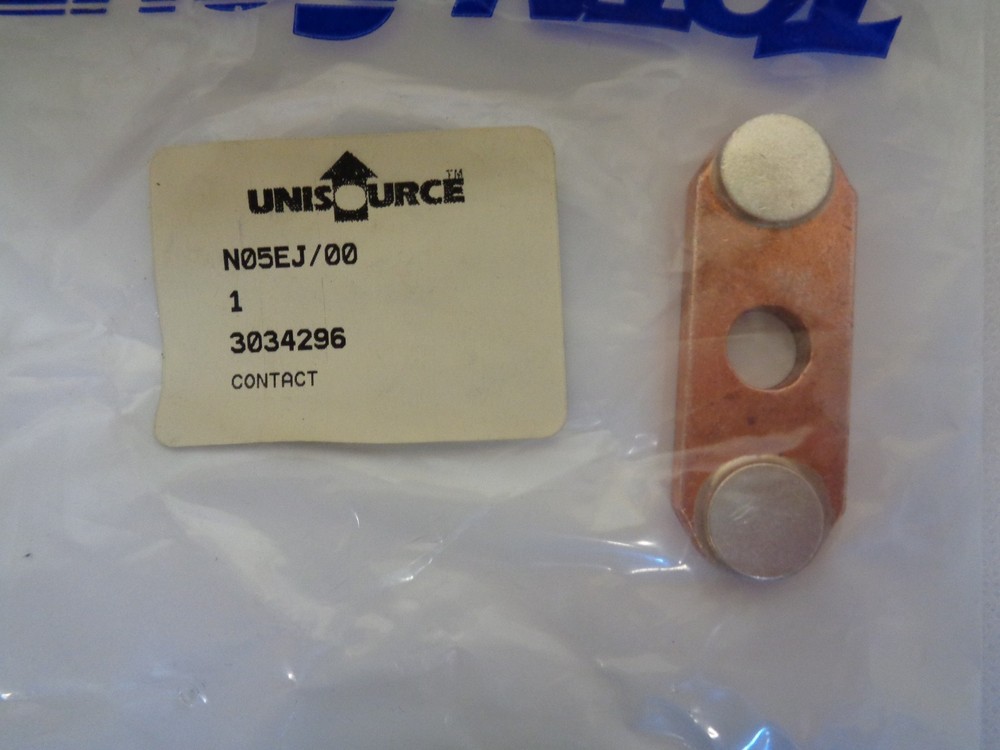 UNISOURCE™
N05EJ/00
1
3034296
CONTACT